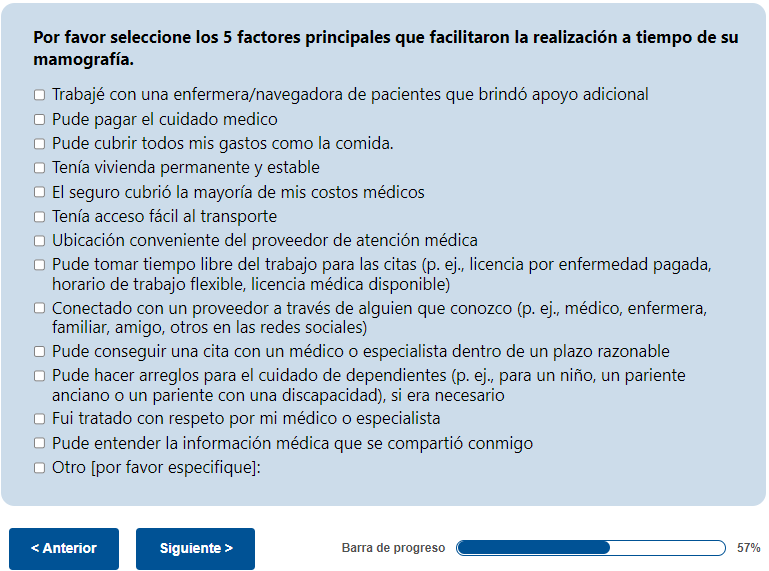 Por favor seleccione los 5 factores principales que facilitaron la realización a tiempo de su
mamografía.
Trabajé con una enfermera/navegadora de pacientes que brindó apoyo adicional
Pude pagar el cuidado medico
Pude cubrir todos mis gastos como la comida.
Tenía vivienda permanente y estable
El seguro cubrió la mayoría de mis costos médicos
Tenía acceso fácil al transporte
Ubicación conveniente del proveedor de atención médica
Pude tomar tiempo libre del trabajo para las citas (p. ej., licencia por enfermedad pagada,
horario de trabajo flexible, licencia médica disponible)
Conectado con un proveedor a través de alguien que conozco (p. ej., médico, enfermera,
familiar, amigo, otros en las redes sociales)
Pude conseguir una cita con un médico o especialista dentro de un plazo razonable
Pude hacer arreglos para el cuidado de dependientes (p. ej., para un niño, un pariente
anciano o un pariente con una discapacidad), si era necesario
Fui tratado con respeto por mi médico o especialista
Pude entender la información médica que se compartió conmigo
Otro [por favor especifique]:
< Anterior
Siguiente >
Barra de progreso
57%